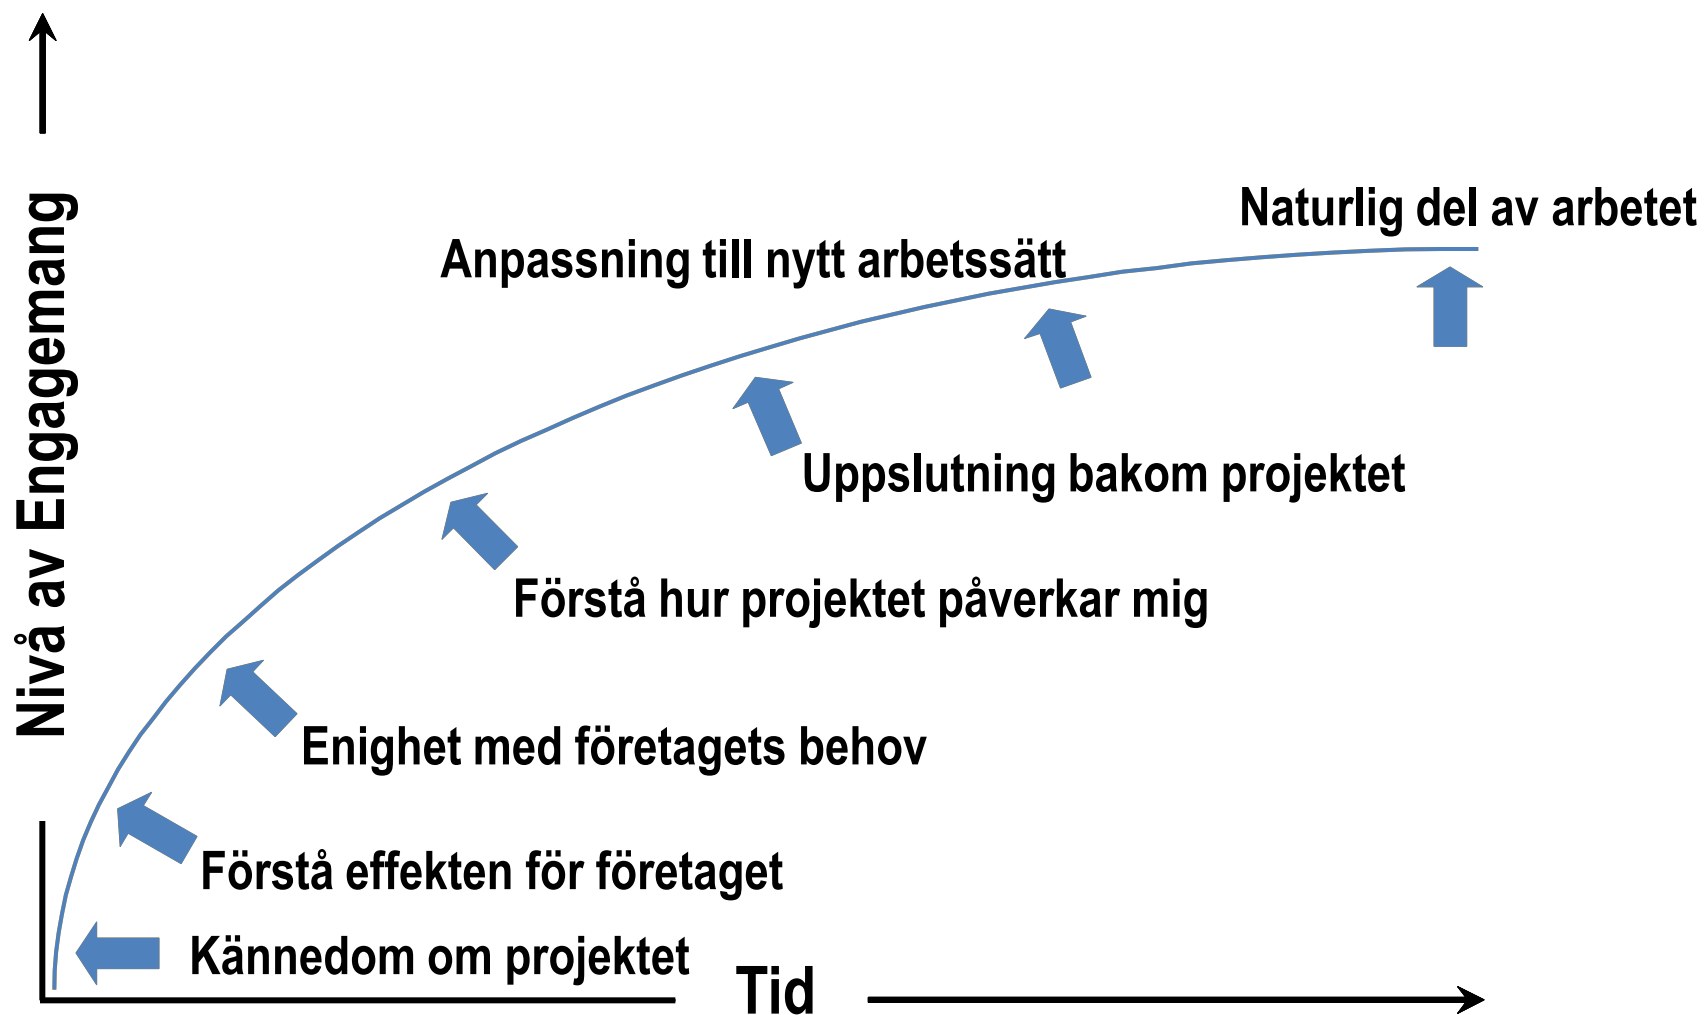 Nivå av Engagemang
Naturlig del av arbetet
Anpassning till nytt arbetssätt
Uppslutning bakom projektet
Förstå hur projektet påverkar mig
Enighet med företagets behov
Förstå effekten för företaget
Kännedom om projektet
Tid